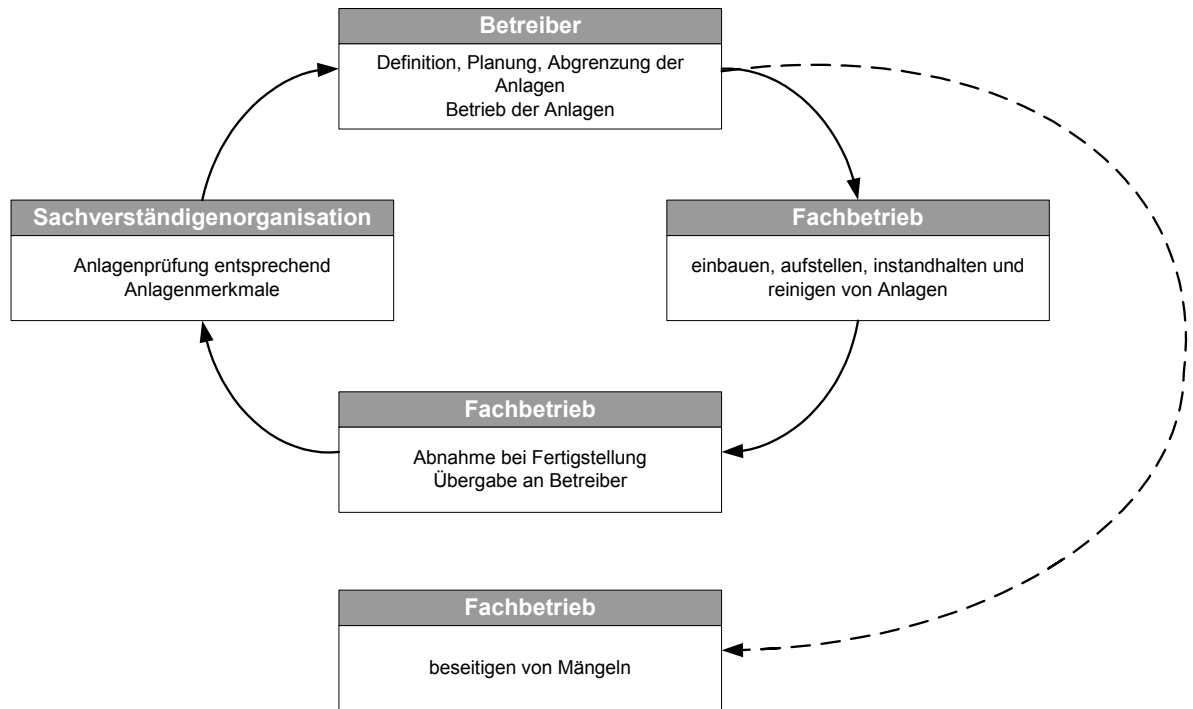 Betreiber
Definition, Planung, Abgrenzung der
Anlagen
Betrieb der Anlagen
Sachverständigenorganisation
Anlagenprüfung entsprechend
Anlagenmerkmale
Fachbetrieb
einbauen, aufstellen, instandhalten und
reinigen von Anlagen
Fachbetrieb
Abnahme bei Fertigstellung
Übergabe an Betreiber
Fachbetrieb
beseitigen von Mängeln